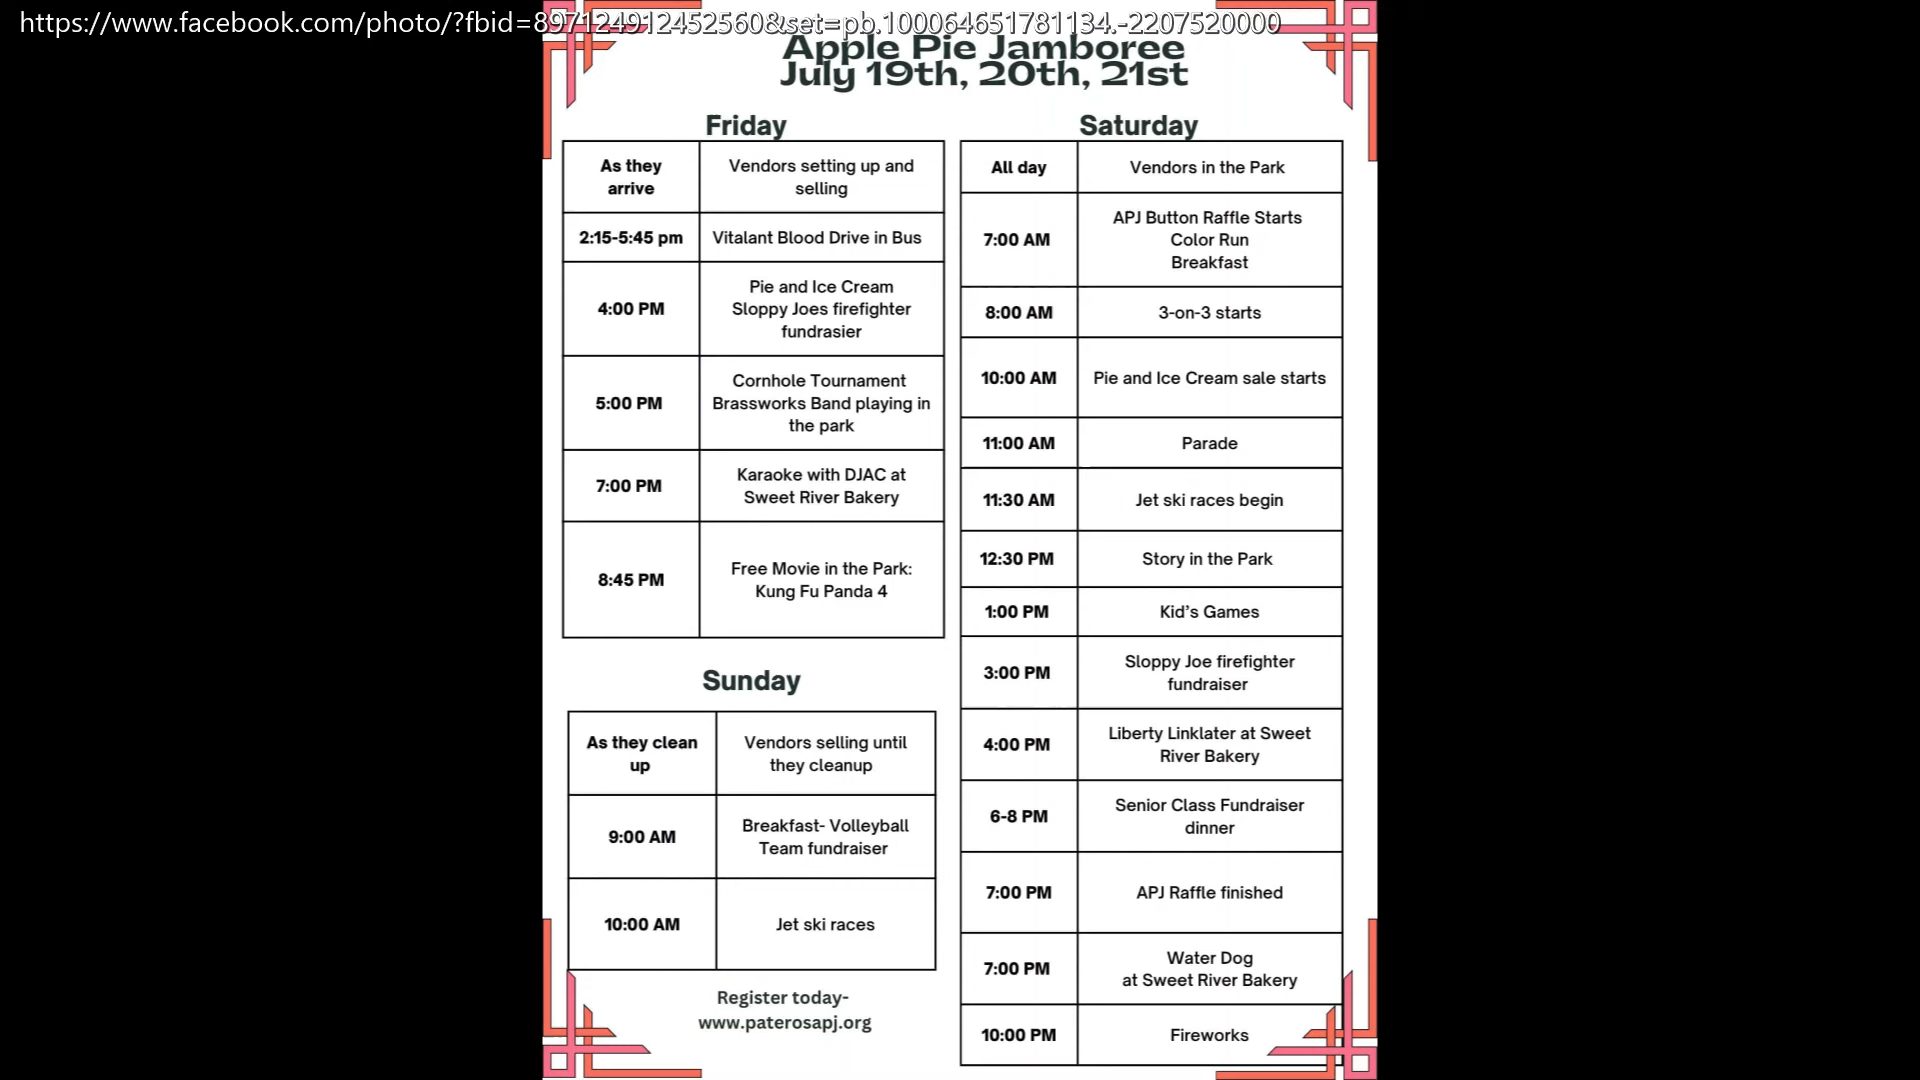 https://www.facebook.com/photo/?fbid=897124912452560&set=pb.100064651781134.-2207520000
Apple Pie Jamboree
July 19th, 20th, 21st
Friday
As they
arrive
Vendors setting up and
selling
2:15-5:45 pm
Vitalant Blood Drive in Bus
4:00 PM
Pie and Ice Cream
Sloppy Joes firefighter
fundrasier
5:00 PM
Cornhole Tournament
Brassworks Band playing in
the park
7:00 PM
Karaoke with DJAC at
Sweet River Bakery
8:45 PM
Free Movie in the Park:
Kung Fu Panda 4
Sunday
As they clean
up
Vendors selling until
they cleanup
9:00 AM
Breakfast- Volleyball
Team fundraiser
10:00 AM
Jet ski races
Register today-
www.paterosapj.org
Saturday
All day
Vendors in the Park
7:00 AM
APJ Button Raffle Starts
Color Run
Breakfast
8:00 AM
3-on-3 starts
10:00 AM
Pie and Ice Cream sale starts
11:00 AM
Parade
11:30 AM
Jet ski races begin
12:30 PM
Story in the Park
1:00 PM
Kid's Games
3:00 PM
Sloppy Joe firefighter
fundraiser
4:00 PM
Liberty Linklater at Sweet
River Bakery
6-8 PM
Senior Class Fundraiser
dinner
7:00 PM
APJ Raffle finished
7:00 PM
Water Dog
at Sweet River Bakery
10:00 PM
Fireworks